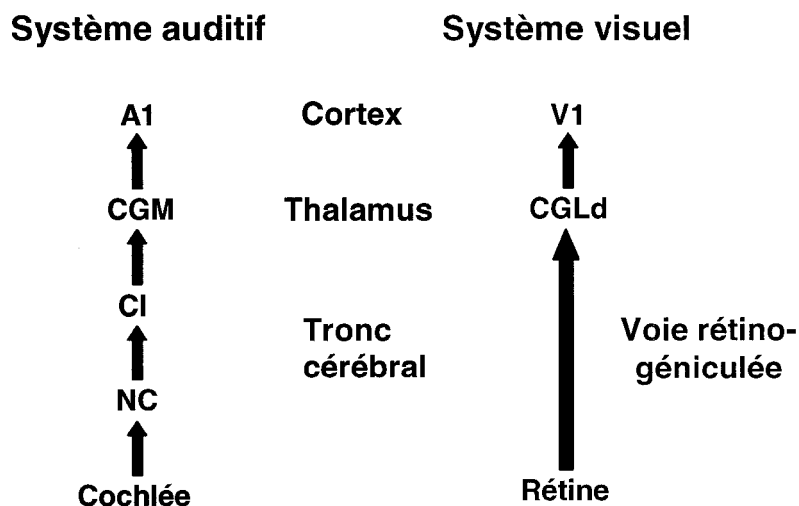 Système auditif
Système visuel
A1
Cortex
V1
CGM
Thalamus
CGLd
CI
Tronc
cérébral
Voie rétino-
géniculée
NC
Cochlée
Rétine